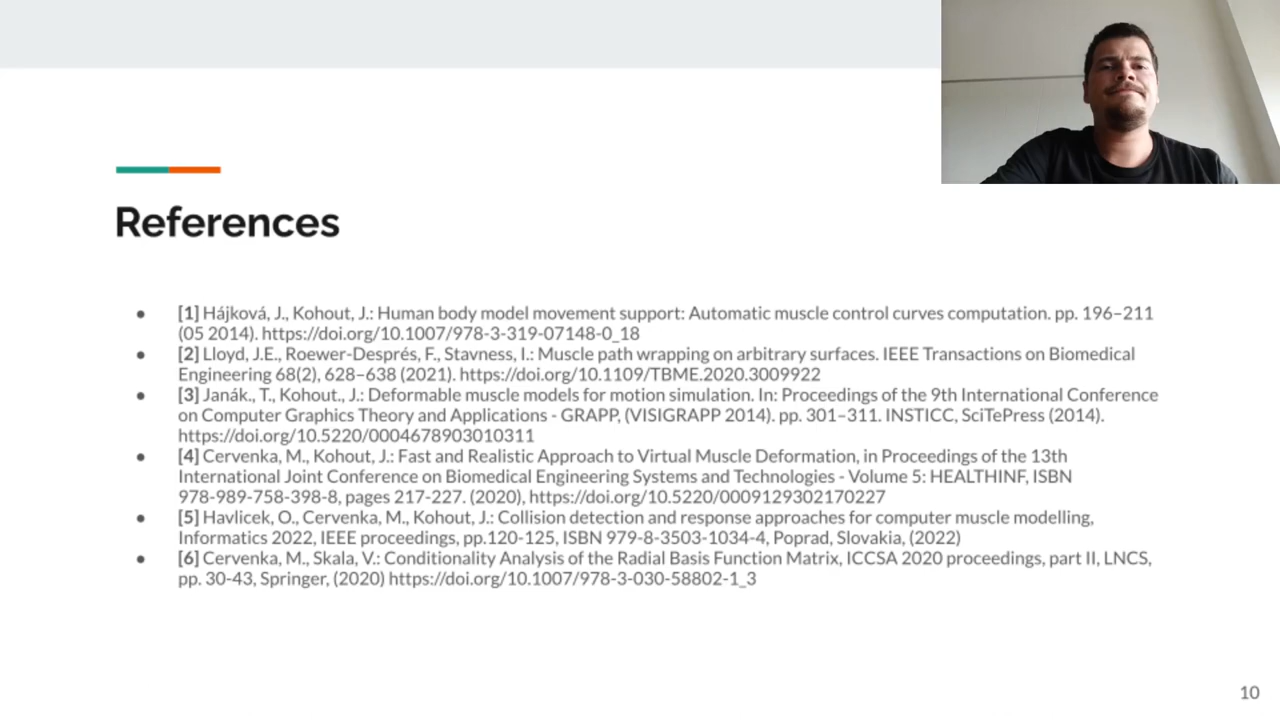 References
● [1] Hájková, J., Kohout, J.: Human body model movement support: Automatic muscle control curves computation. pp. 196–211
(05 2014). https://doi.org/10.1007/978-3-319-07148-0_18
● [2] Lloyd, J.E., Roewer-Després, F., Stavness, I.: Muscle path wrapping on arbitrary surfaces. IEEE Transactions on Biomedical
Engineering 68(2), 628–638 (2021). https://doi.org/10.1109/TBME.2020.3009922
● [3] Janák., T., Kohout., J.: Deformable muscle models for motion simulation. In: Proceedings of the 9th International Conference
on Computer Graphics Theory and Applications - GRAPP, (VISIGRAPP 2014). pp. 301–311. INSTICC, SciTePress (2014).
https://doi.org/10.5220/0004678903010311
● [4] Cervenka, M., Kohout, J.: Fast and Realistic Approach to Virtual Muscle Deformation, in Proceedings of the 13th
International Joint Conference on Biomedical Engineering Systems and Technologies - Volume 5: HEALTHINF, ISBN
978-989-758-398-8, pages 217-227. (2020), https://doi.org/10.5220/0009129302170227
● [5] Havlicek, O., Cervenka, M., Kohout, J.: Collision detection and response approaches for computer muscle modelling,
Informatics 2022, IEEE proceedings, pp.120-125, ISBN 979-8-3503-1034-4, Poprad, Slovakia, (2022)
● [6] Cervenka, M., Skala, V.: Conditionality Analysis of the Radial Basis Function Matrix, ICCSA 2020 proceedings, part II, LNCS,
pp. 30-43, Springer, (2020) https://doi.org/10.1007/978-3-030-58802-1_3
10